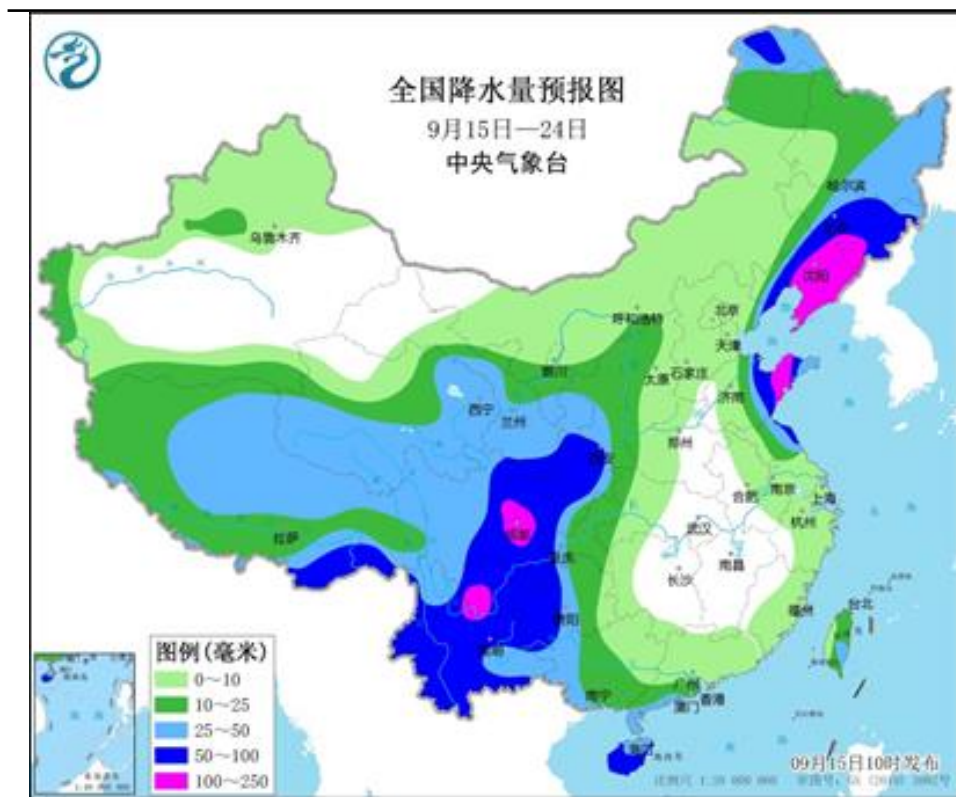 全国降水量预报图
9月15日—24日
中央气象台
哈尔滨
乌鲁木齐
沈阳
呼和浩特
北京
天津
银川
太原
石家庄
济南
西宁
兰州
郑州
西安
合肥
南京
上海
武汉
杭州
成都
拉萨
重庆
南昌
长沙
贵阳
福州
台北
昆明
广州
南宁
香港
澳门
海口
图例(毫米)
0～10
10～25
25～50
50～100
100～250
09月15日10时发布